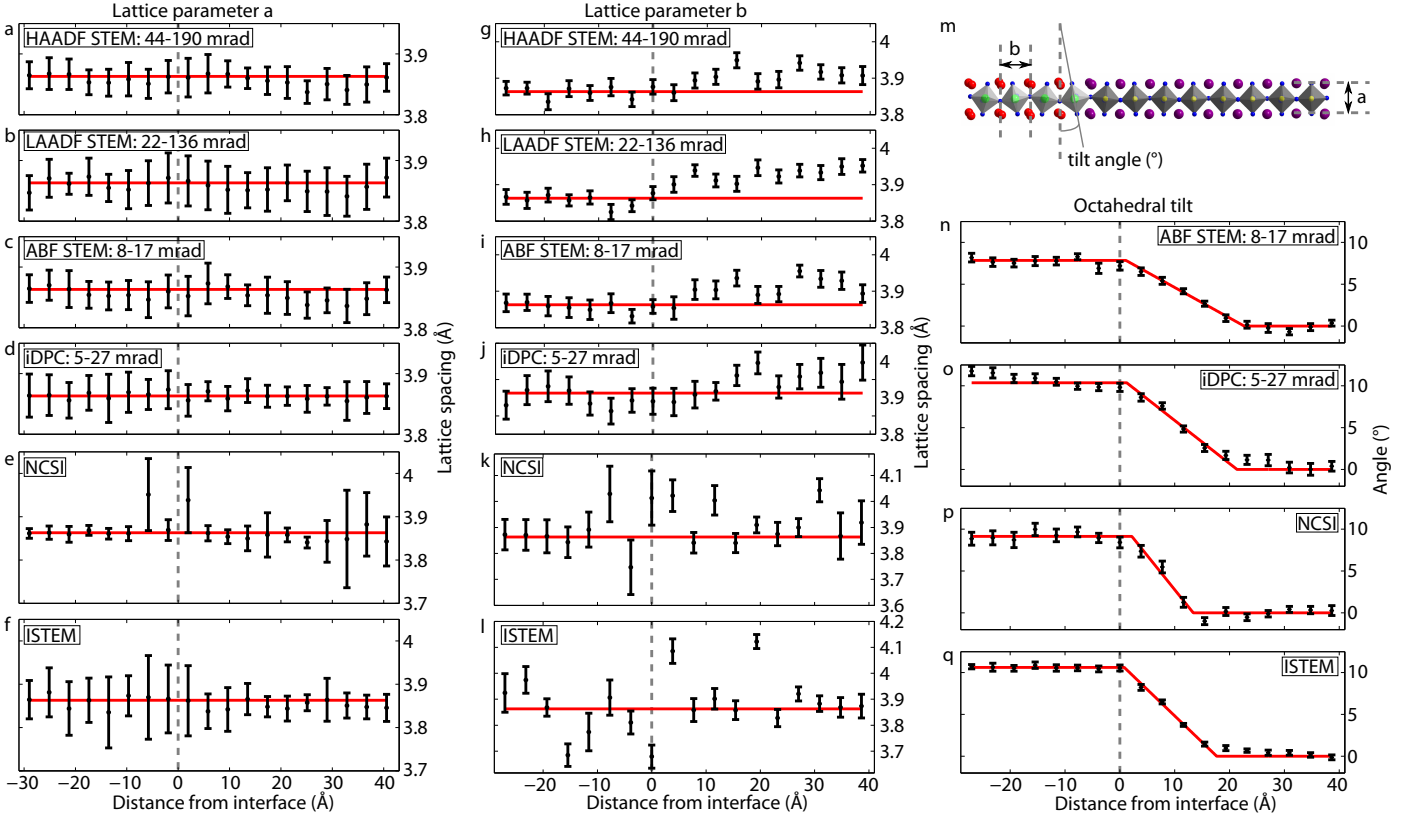 Lattice parameter a
a
HAADF STEM: 44-190 mrad
3.9
3.8
b
LAADF STEM: 22-136 mrad
3.9
3.8
c
ABF STEM: 8-17 mrad
3.9
3.8
d
iDPC: 5-27 mrad
3.9
3.8
e
NCSI
4
3.9
3.8
3.7
f
ISTEM
4
3.9
3.8
3.7
−30 −20 −10 0 10 20 30 40
Distance from interface (Å)
Lattice spacing (Å)
Lattice parameter b
g
HAADF STEM: 44-190 mrad
4
3.9
3.8
h
LAADF STEM: 22-136 mrad
4
3.9
3.8
i
ABF STEM: 8-17 mrad
4
3.9
3.8
j
iDPC: 5-27 mrad
4
3.9
3.8
k
NCSI
4.1
4
3.9
3.8
3.7
3.6
l
ISTEM
4.2
4.1
4
3.9
3.8
3.7
−20 −10 0 10 20 30 40
Distance from interface (Å)
Lattice spacing (Å)
m
b
a
tilt angle (°)
Octahedral tilt
n
ABF STEM: 8-17 mrad
10
5
0
o
iDPC: 5-27 mrad
10
5
0
p
NCSI
10
5
0
q
ISTEM
10
5
0
−20 −10 0 10 20 30 40
Distance from interface (Å)
Angle (°)